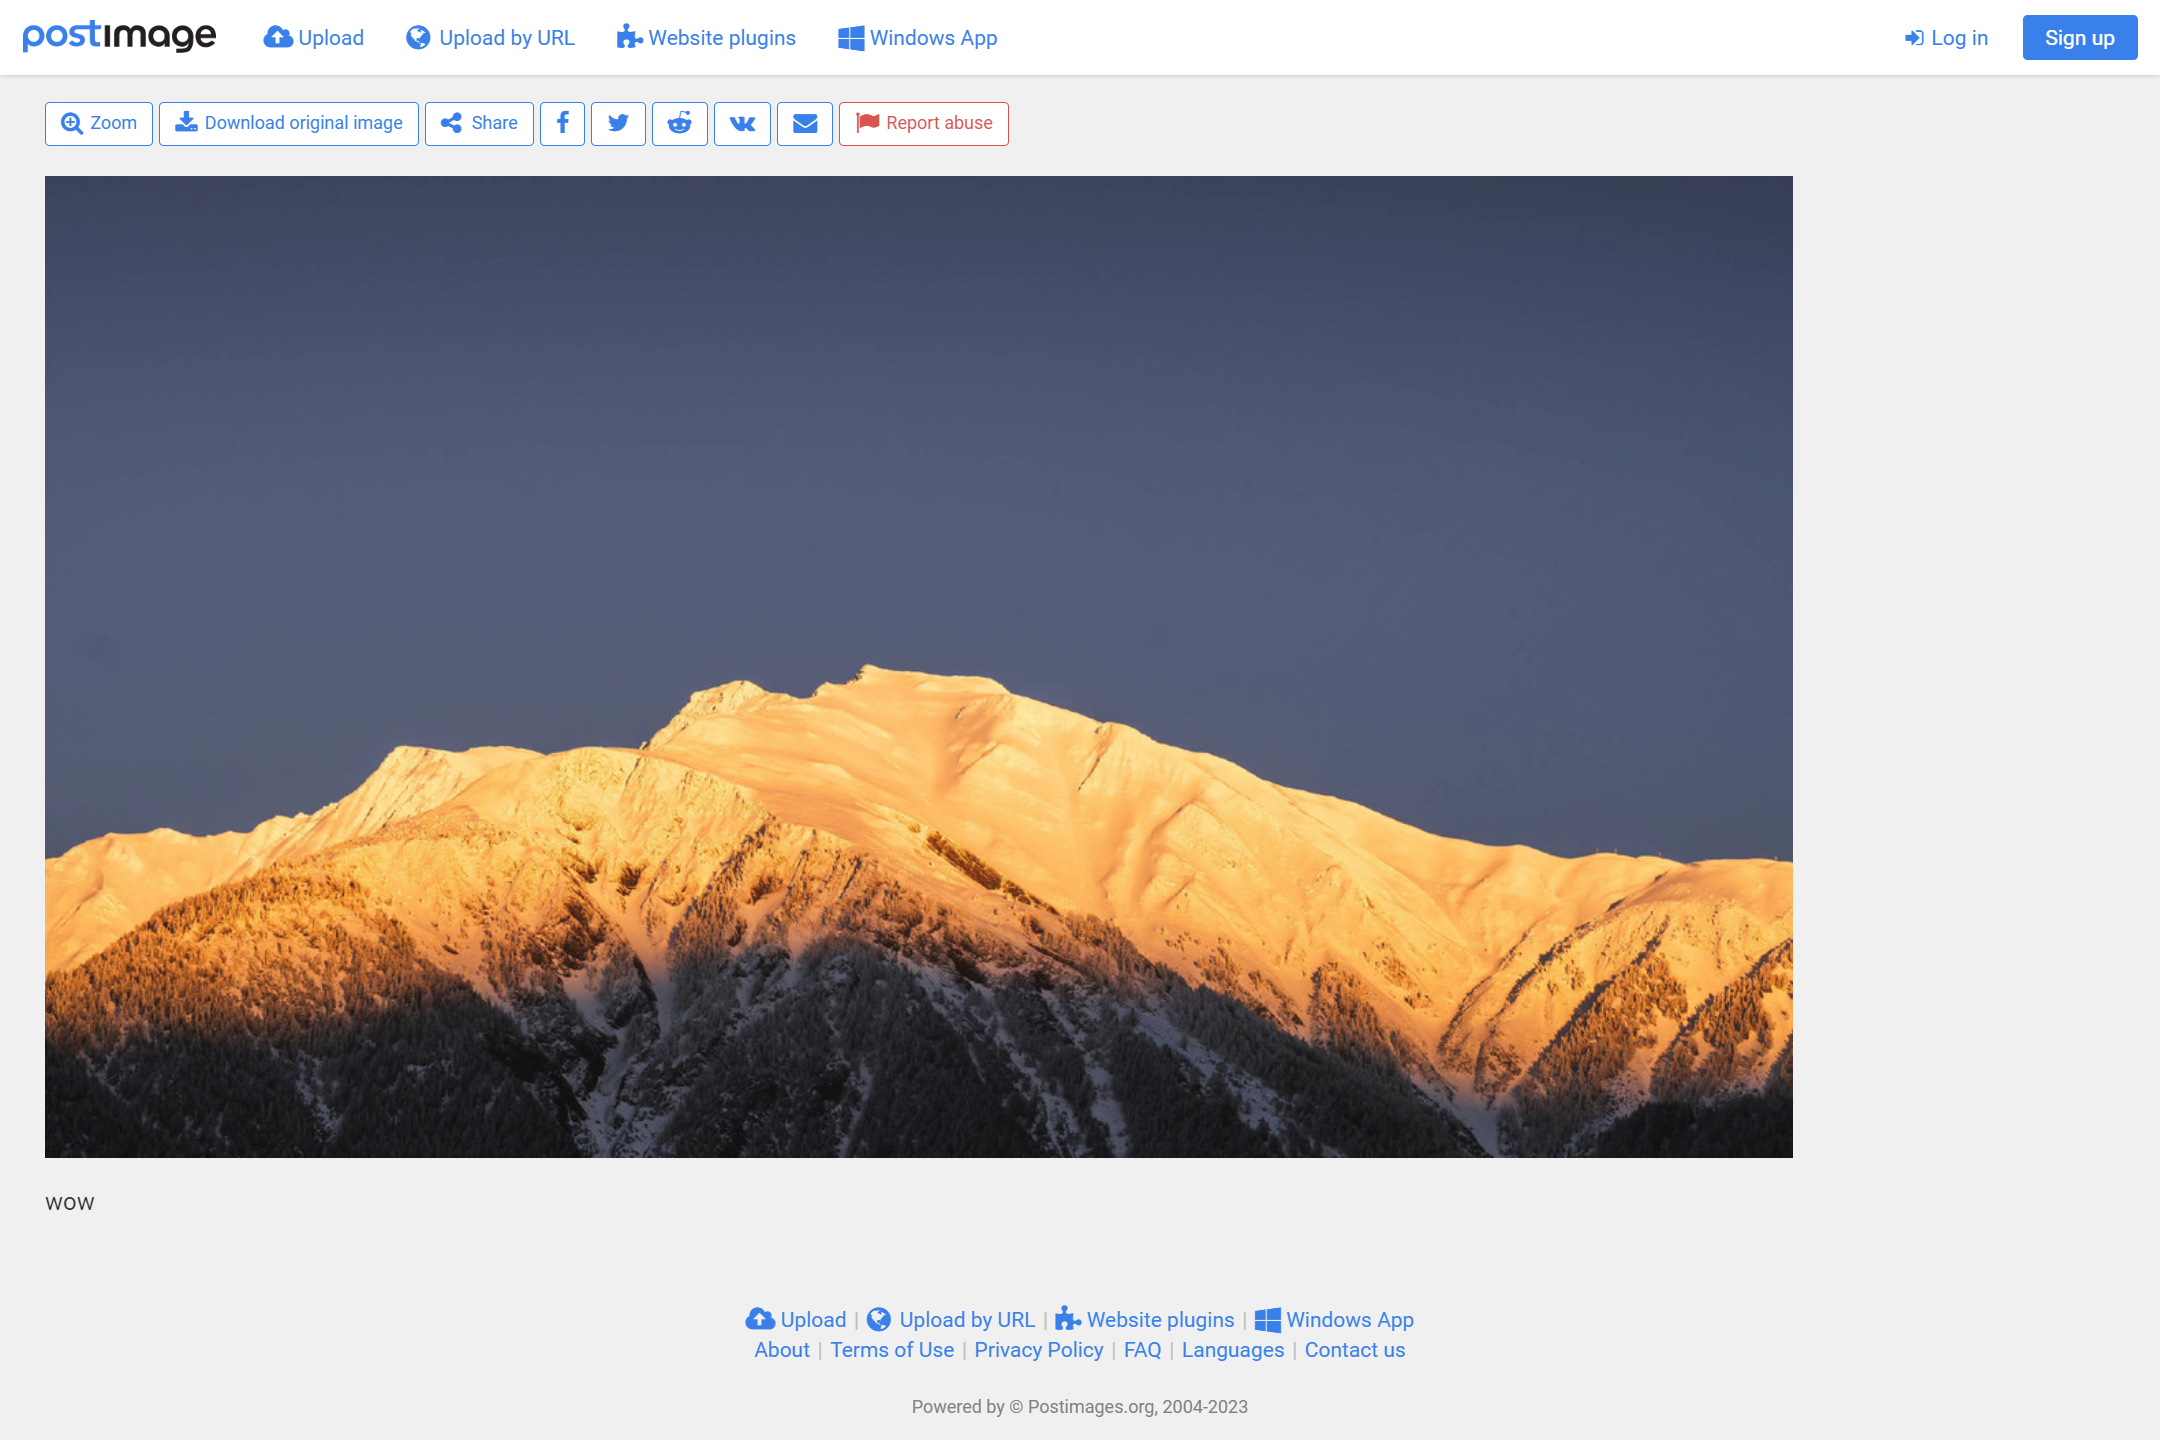 postimage Upload Upload by URL Website plugins Windows App Log in Sign up
Zoom Download original image Share Report abuse
wow
Upload | Upload by URL | Website plugins | Windows App
About | Terms of Use | Privacy Policy | FAQ | Languages | Contact us
Powered by © Postimages.org, 2004-2023